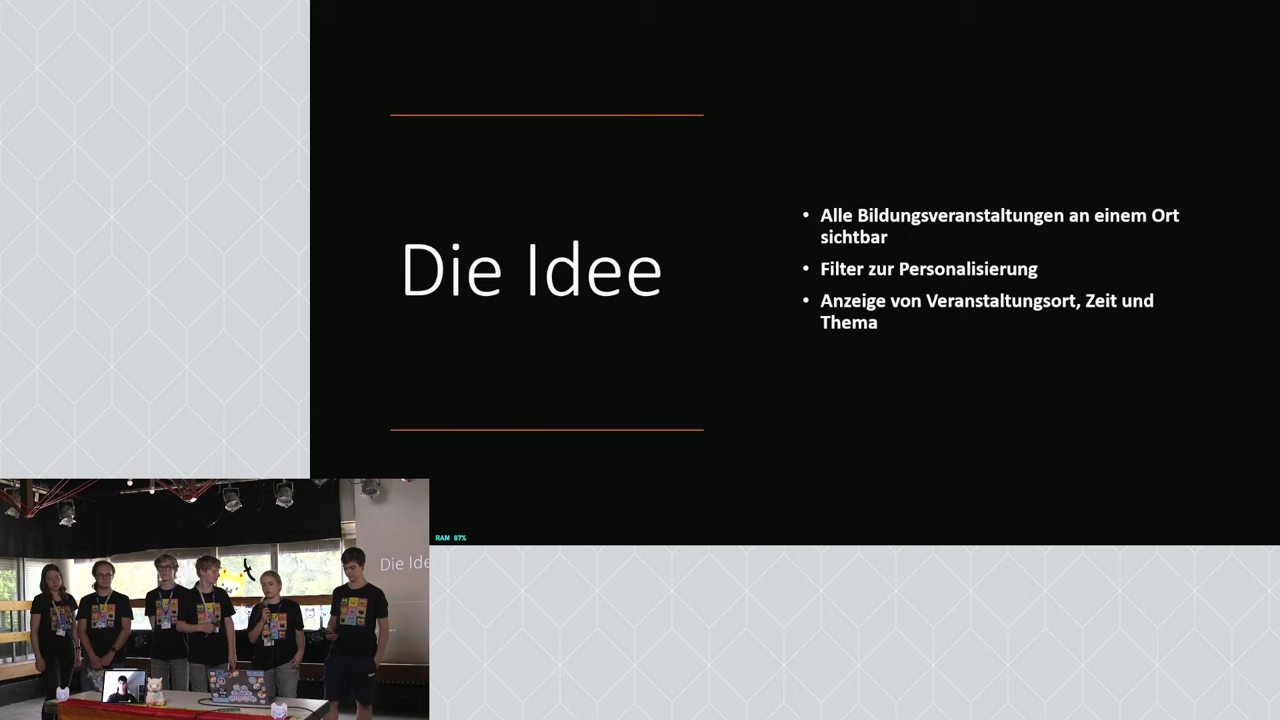 Die Idee
• Alle Bildungsveranstaltungen an einem Ort
sichtbar
• Filter zur Personalisierung
• Anzeige von Veranstaltungsort, Zeit und
Thema
RAM 87%
Die Ide